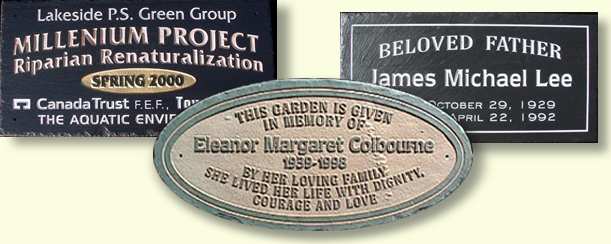 Lakeside P.S. Green Group
MILLENIUM PROJECT
Riparian Renaturalization
SPRING 2000
Canada Trust F.E.F.,
THE AQUATIC
BELOVED FATHER
James Michael Lee
OCTOBER 29, 1929
APRIL 22, 1992
THIS GARDEN IS GIVEN
IN MEMORY OF
Eleanor Margaret Colbourne
1939-1998
BY HER LOVING FAMILY
SHE LIVED HER LIFE WITH DIGNITY,
COURAGE AND LOVE